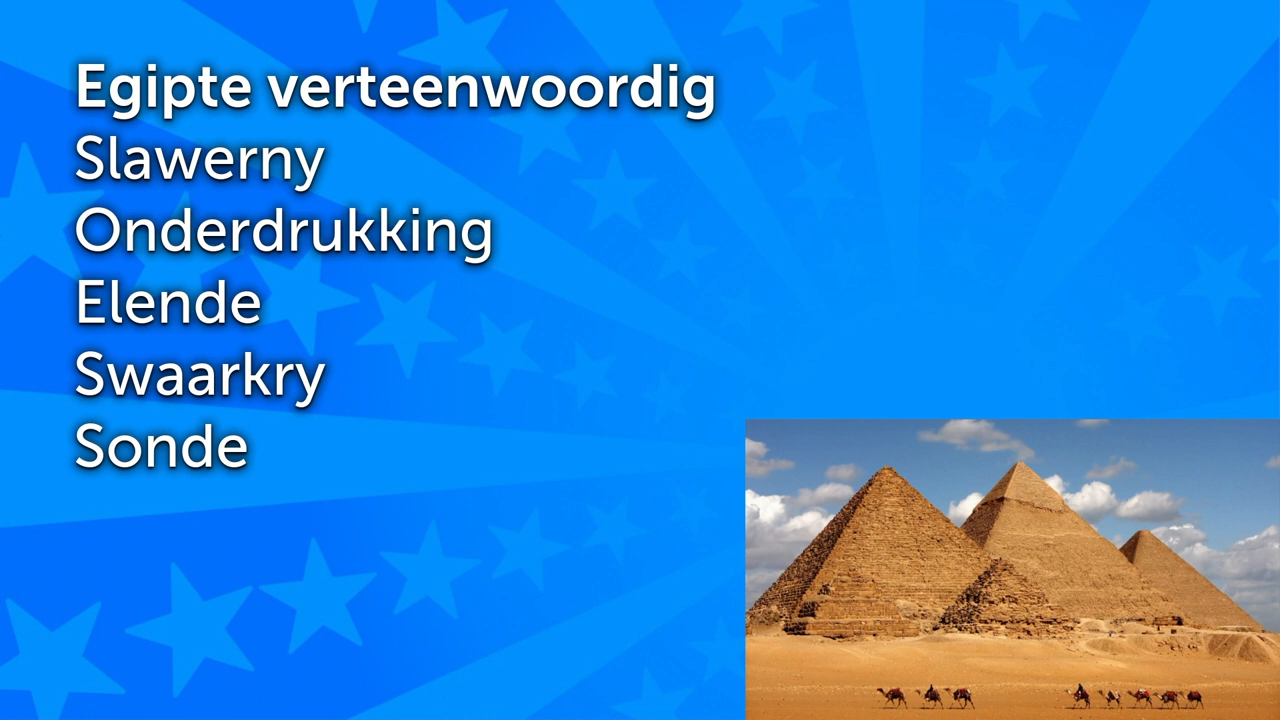 Egipte verteenwoordig
Slawerny
Onderdrukking
Elende
Swaarkry
Sonde